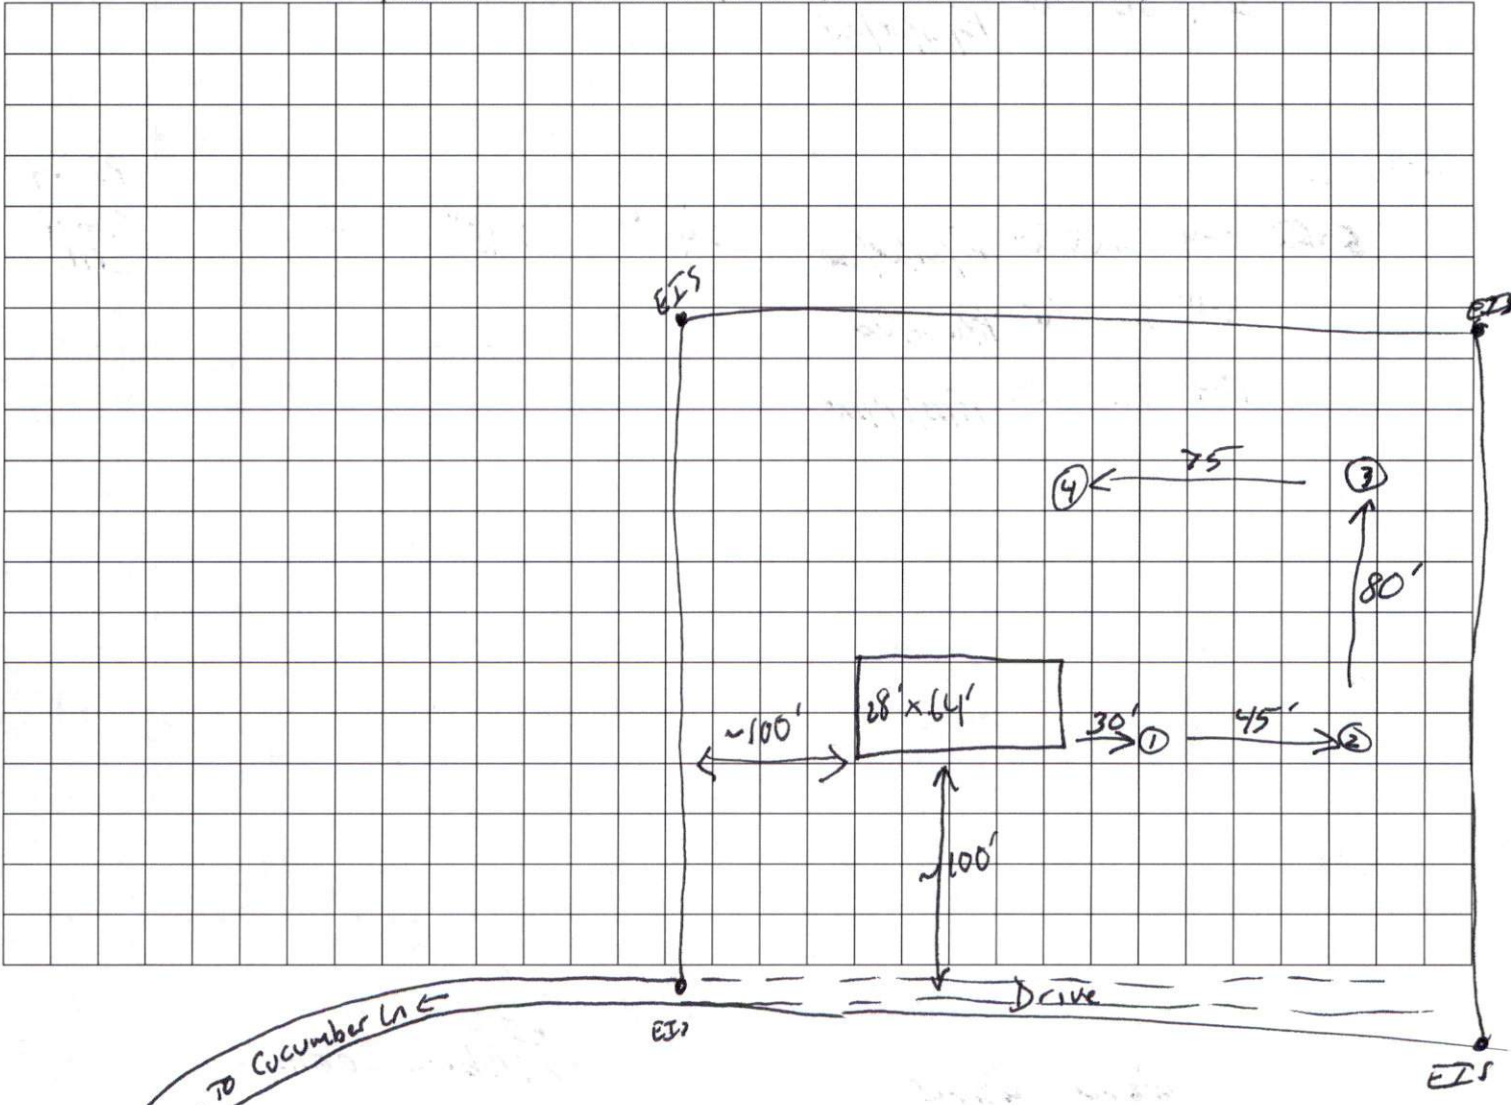 EIS
EIS
75
④
③
80'
28' x 64'
~100'
30'
①
45'
②
~100'
Drive
To Cucumber Ln ←
EIS
EIS